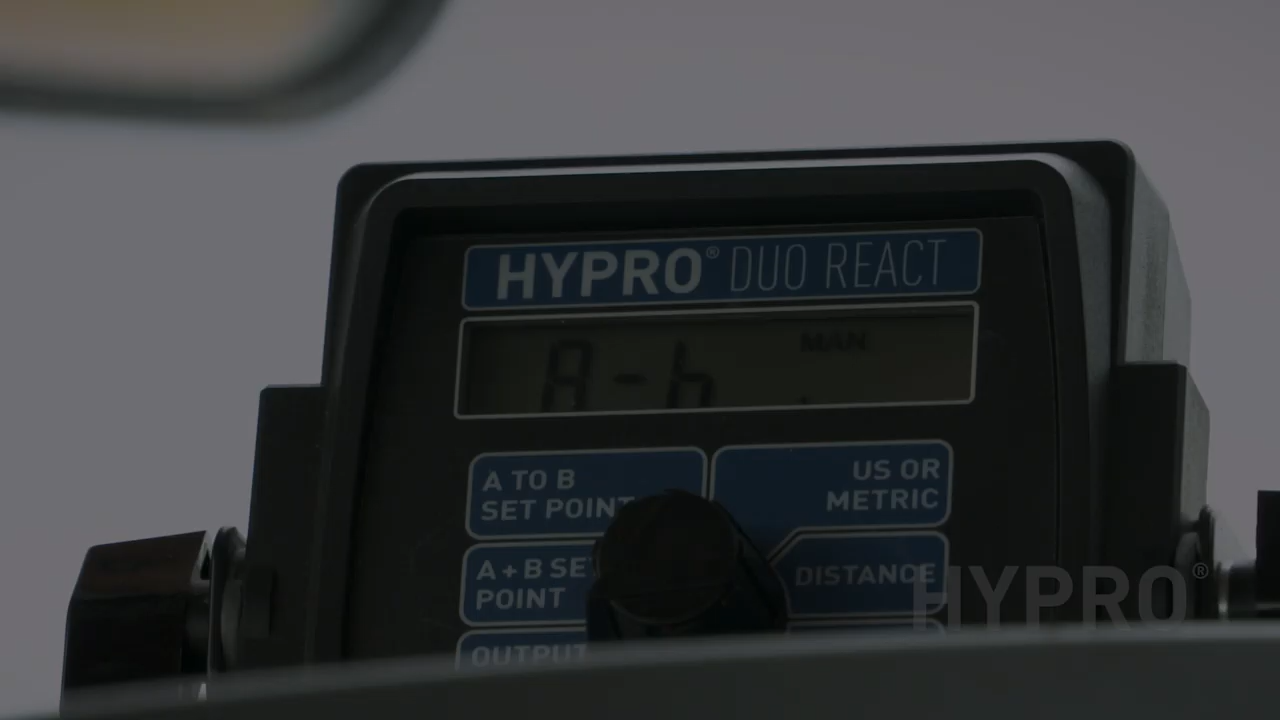 HYPRO® DUO REACT
A-b MAN
A TO B
SET POINT
US OR
METRIC
A + B SE
POINT
DISTANCE
OUTPUT
HYPRO®